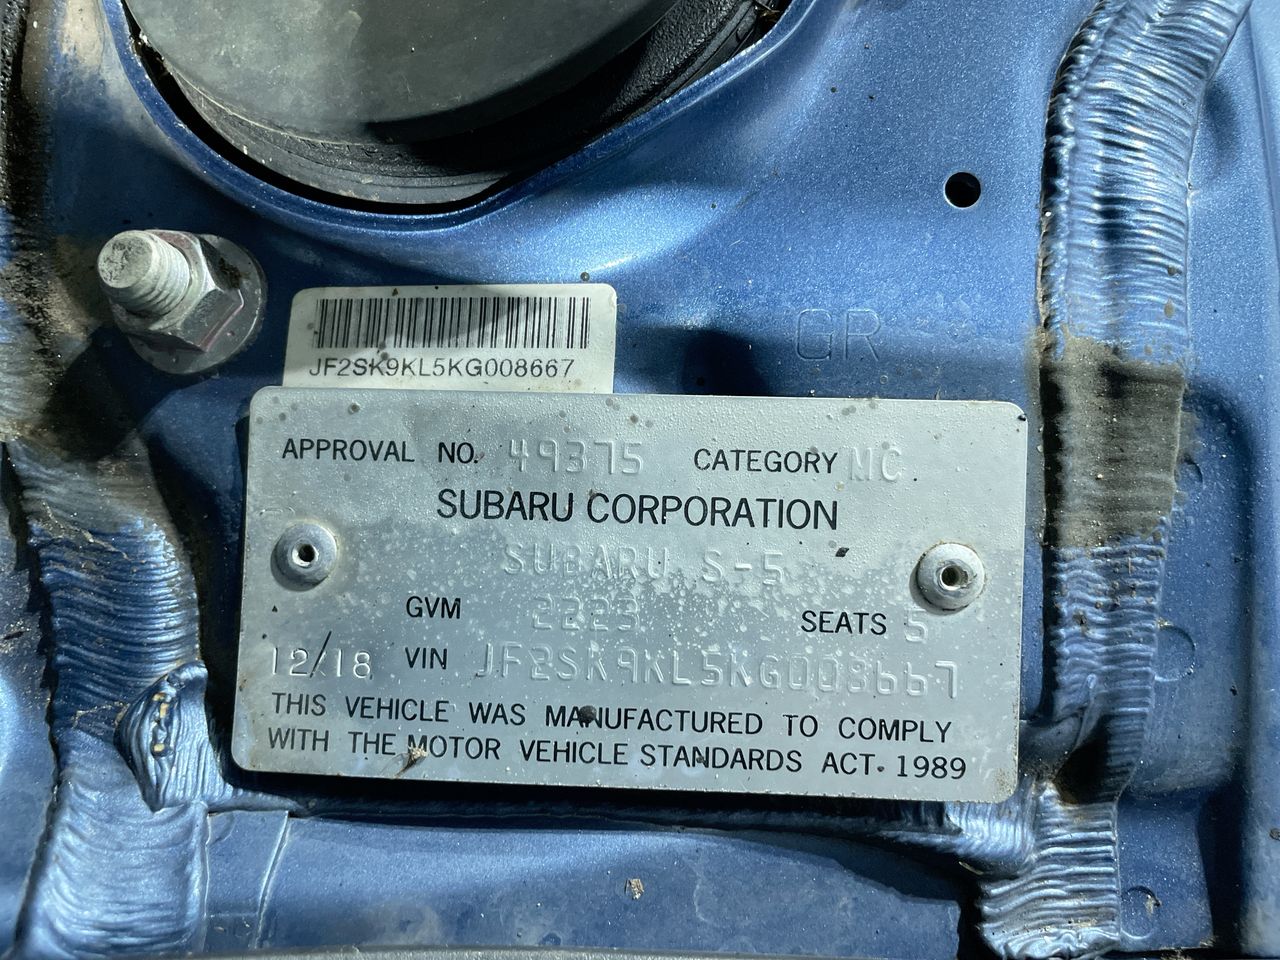 GR
JF2SK9KL5KG008667
APPROVAL NO. 49375 CATEGORY MC
SUBARU CORPORATION
SUBARU S-5
GVM 2223 SEATS 5
12/18 VIN JF2SK9KL5KG008667
THIS VEHICLE WAS MANUFACTURED TO COMPLY
WITH THE MOTOR VEHICLE STANDARDS ACT. 1989